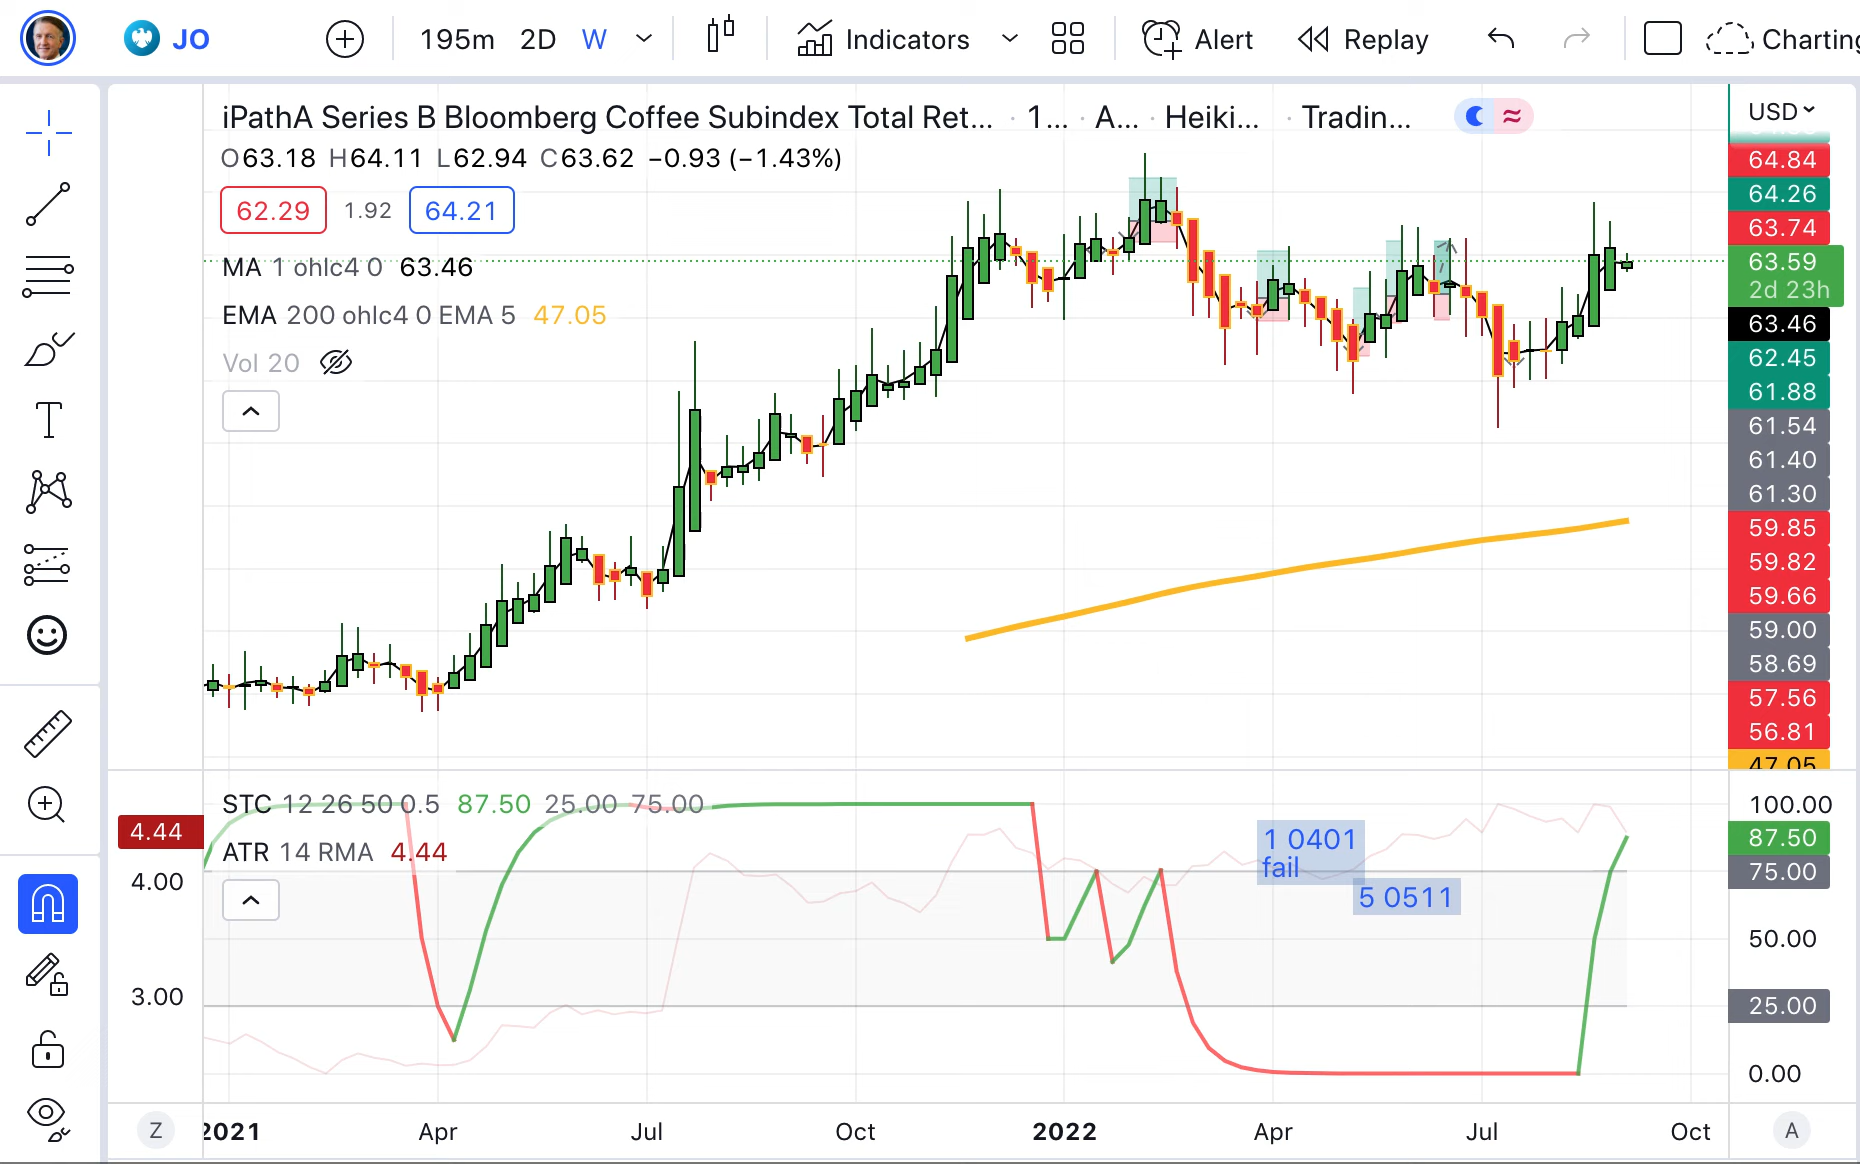 JO
195m 2D W
Indicators
Alert
Replay
Charting
iPathA Series B Bloomberg Coffee Subindex Total Ret... · 1... · A... · Heiki... · Tradin...
O63.18 H64.11 L62.94 C63.62 −0.93 (−1.43%)
62.29 1.92 64.21
MA 1 ohlc4 0 63.46
EMA 200 ohlc4 0 EMA 5 47.05
Vol 20
USD
64.84
64.26
63.74
63.59
2d 23h
63.46
62.45
61.88
61.54
61.40
61.30
59.85
59.82
59.66
59.00
58.69
57.56
56.81
47.05
STC 12 26 50 0.5 87.50 25.00 75.00
ATR 14 RMA 4.44
4.44
4.00
3.00
1 0401
fail
5 0511
100.00
87.50
75.00
50.00
25.00
0.00
Z
2021 Apr Jul Oct 2022 Apr Jul Oct
A